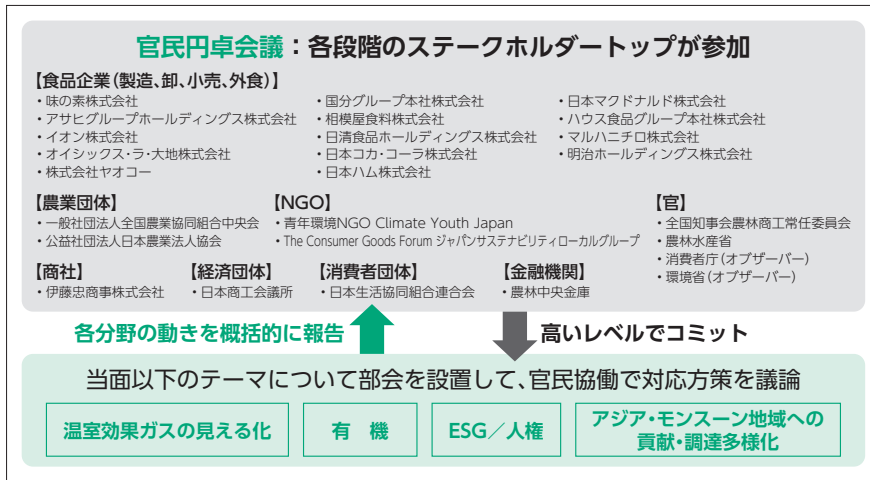 官民円卓会議：各段階のステークホルダートップが参加
【食品企業（製造、卸、小売、外食）】
・味の素株式会社
・アサヒグループホールディングス株式会社
・イオン株式会社
・オイシックス・ラ・大地株式会社
・株式会社ヤオコー
・国分グループ本社株式会社
・相模屋食料株式会社
・日清食品ホールディングス株式会社
・日本コカ・コーラ株式会社
・日本ハム株式会社
・日本マクドナルド株式会社
・ハウス食品グループ本社株式会社
・マルハニチロ株式会社
・明治ホールディングス株式会社
【農業団体】
・一般社団法人全国農業協同組合中央会
・公益社団法人日本農業法人協会
【NGO】
・青年環境NGO Climate Youth Japan
・The Consumer Goods Forum ジャパンサステナビリティローカルグループ
【官】
・全国知事会農林商工常任委員会
・農林水産省
・消費者庁（オブザーバー）
・環境省（オブザーバー）
【商社】
・伊藤忠商事株式会社
【経済団体】
・日本商工会議所
【消費者団体】
・日本生活協同組合連合会
【金融機関】
・農林中央金庫
各分野の動きを概括的に報告
高いレベルでコミット
当面以下のテーマについて部会を設置して、官民協働で対応方策を議論
温室効果ガスの見える化
有　機
ESG／人権
アジア・モンスーン地域への
貢献・調達多様化